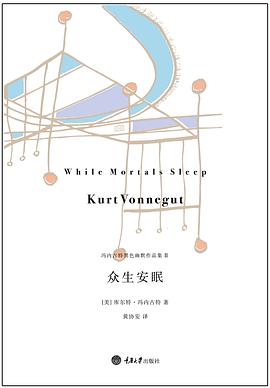 While Mortals Sleep
Kurt Vonnegut
冯内古特黑色幽默作品集 II
众生安眠
[美] 库尔特·冯内古特 著
黄协安 译
重庆大学出版社